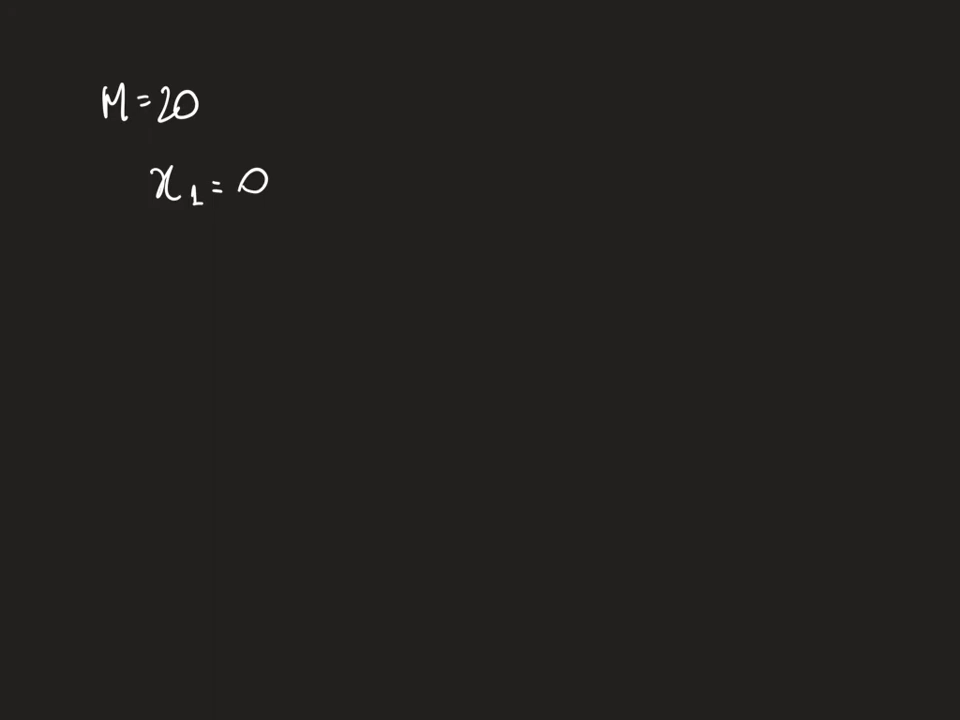 M = 20
x₁ = 0